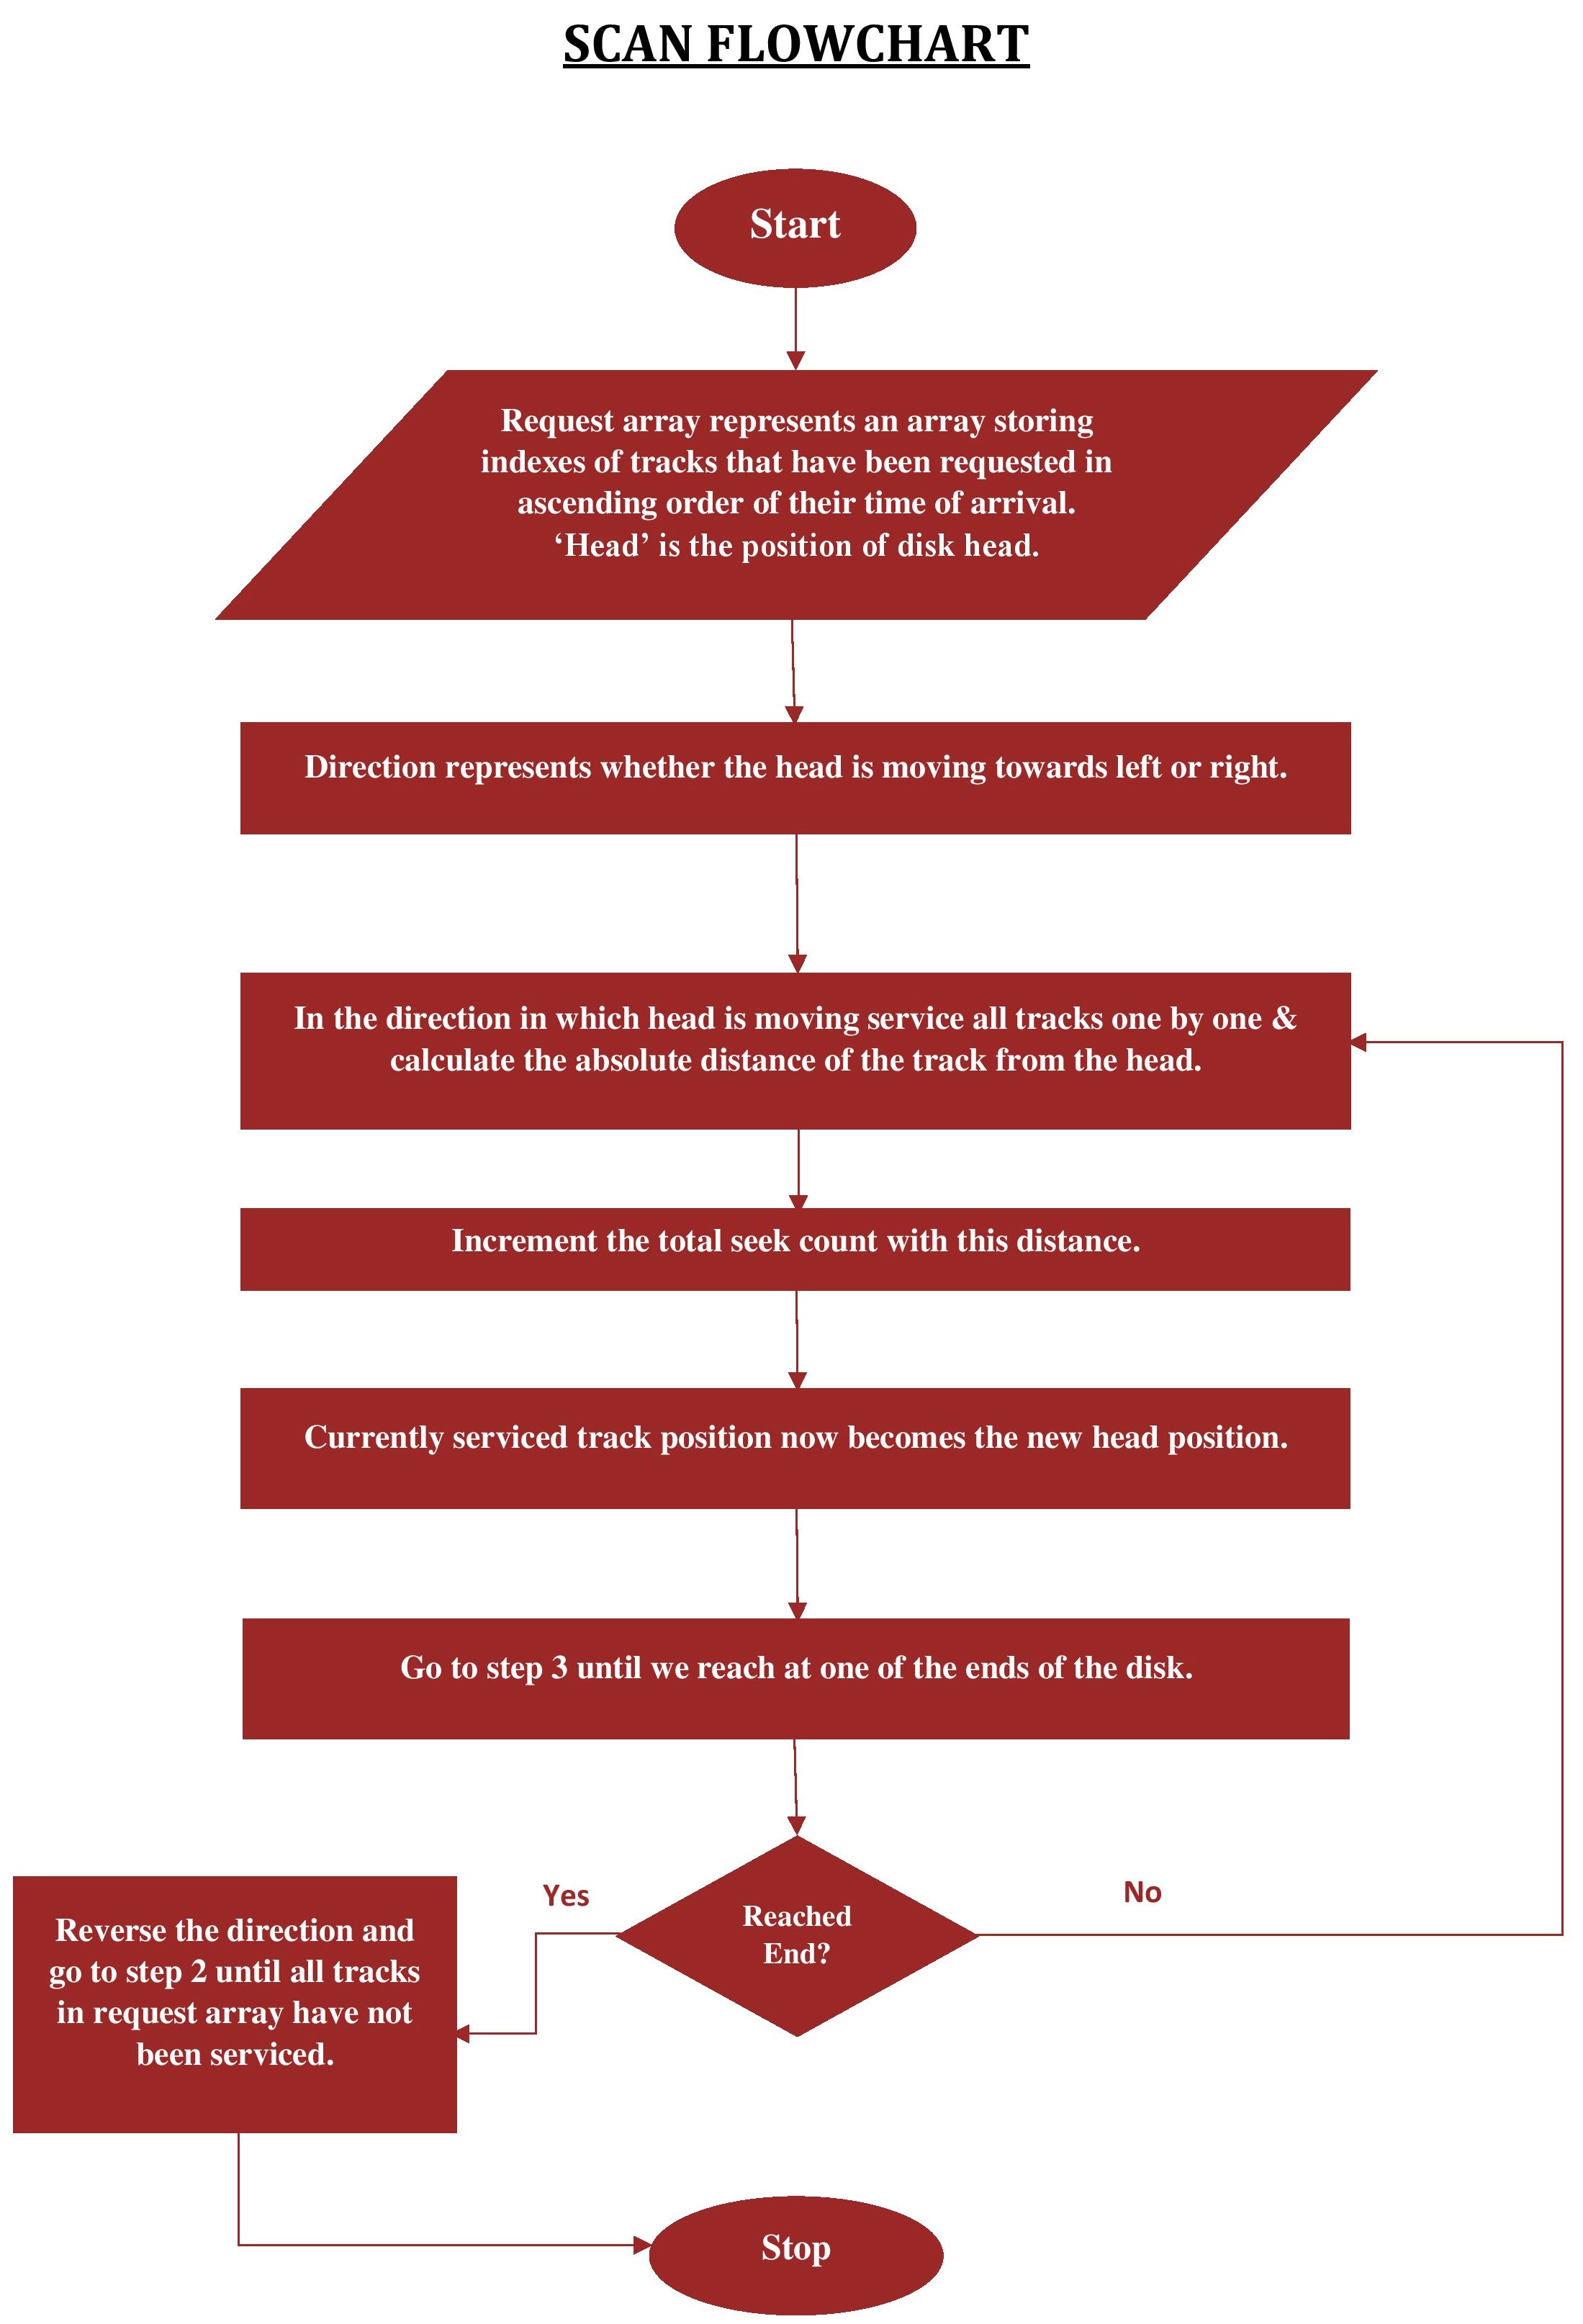 SCAN FLOWCHART
Start
Request array represents an array storing
indexes of tracks that have been requested in
ascending order of their time of arrival.
‘Head’ is the position of disk head.
Direction represents whether the head is moving towards left or right.
In the direction in which head is moving service all tracks one by one &
calculate the absolute distance of the track from the head.
Increment the total seek count with this distance.
Currently serviced track position now becomes the new head position.
Go to step 3 until we reach at one of the ends of the disk.
Reached
End?
Yes
No
Reverse the direction and
go to step 2 until all tracks
in request array have not
been serviced.
Stop